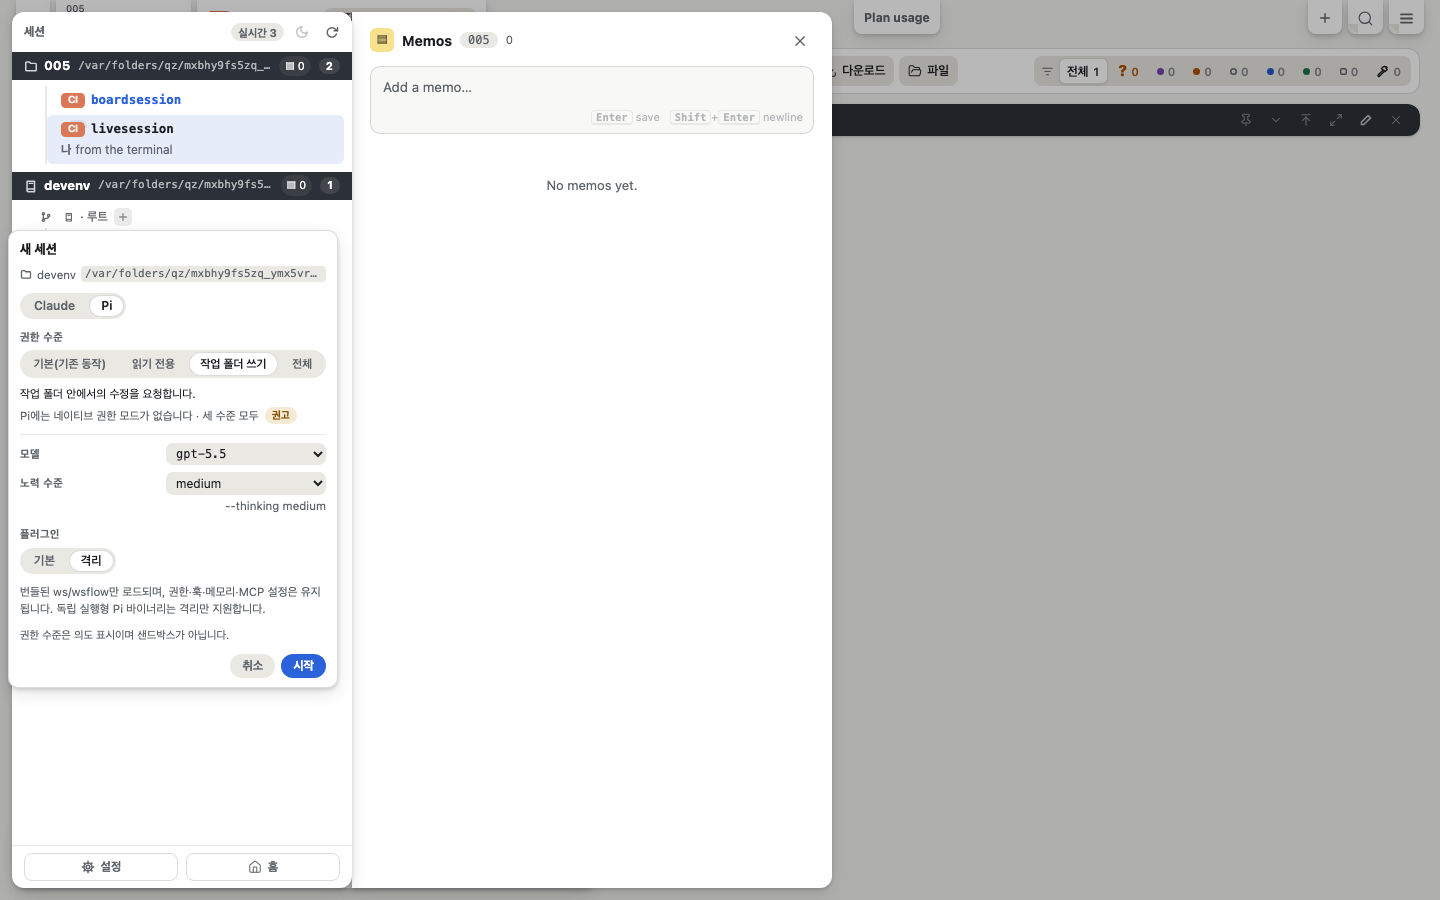 005
세션
실시간 3
005 /var/folders/qz/mxbhy9fs5zq_… 0 2
CI boardsession
CI livesession
나 from the terminal
devenv /var/folders/qz/mxbhy9fs5… 0 1
· 루트 +
새 세션
devenv /var/folders/qz/mxbhy9fs5zq_ymx5vr…
Claude Pi
권한 수준
기본(기존 동작) 읽기 전용 작업 폴더 쓰기 전체
작업 폴더 안에서의 수정을 요청합니다.
Pi에는 네이티브 권한 모드가 없습니다 · 세 수준 모두 권고
모델 gpt-5.5
노력 수준 medium
--thinking medium
플러그인
기본 격리
번들된 ws/wsflow만 로드되며, 권한·훅·메모리·MCP 설정은 유지
됩니다. 독립 실행형 Pi 바이너리는 격리만 지원합니다.
권한 수준은 의도 표시이며 샌드박스가 아닙니다.
취소 시작
설정 홈
Memos 005 0
Add a memo…
Enter save Shift+Enter newline
No memos yet.
Plan usage
다운로드 파일
전체 1 ? 0 0 0 0 0 0 0 0